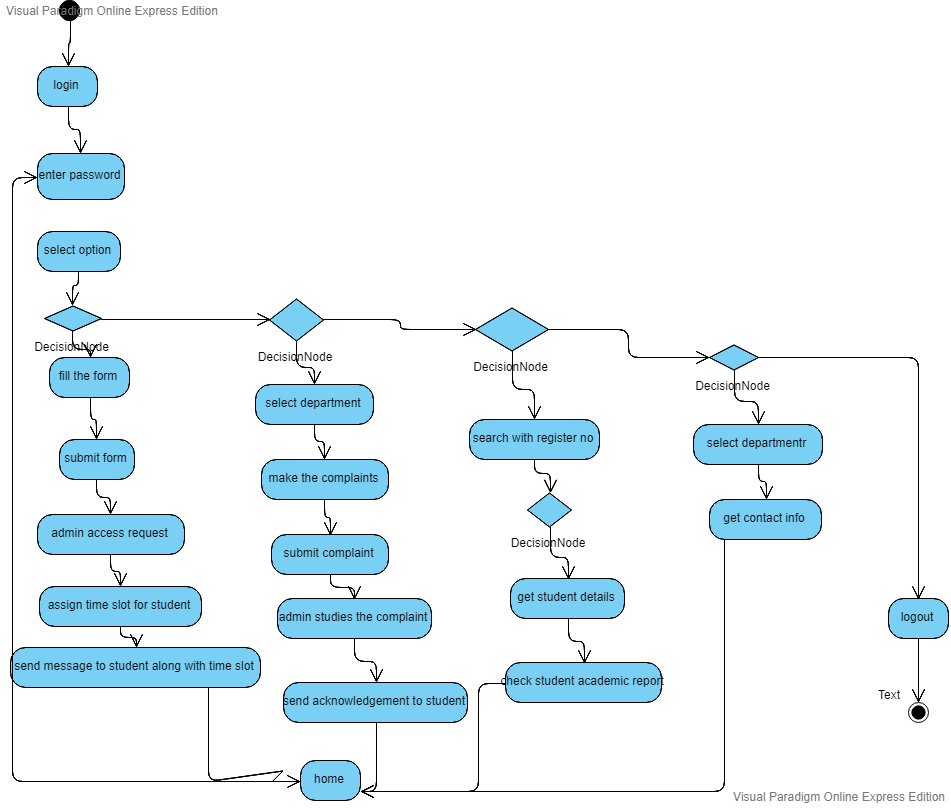 Visual Paradigm Online Express Edition
login
enter password
select option
DecisionNode
fill the form
submit form
admin access request
assign time slot for student
send message to student along with time slot
DecisionNode
select department
make the complaints
submit complaint
admin studies the complaint
send acknowledgement to student
home
DecisionNode
search with register no
DecisionNode
get student details
check student academic report
DecisionNode
select departmentr
get contact info
logout
Text
Visual Paradigm Online Express Edition